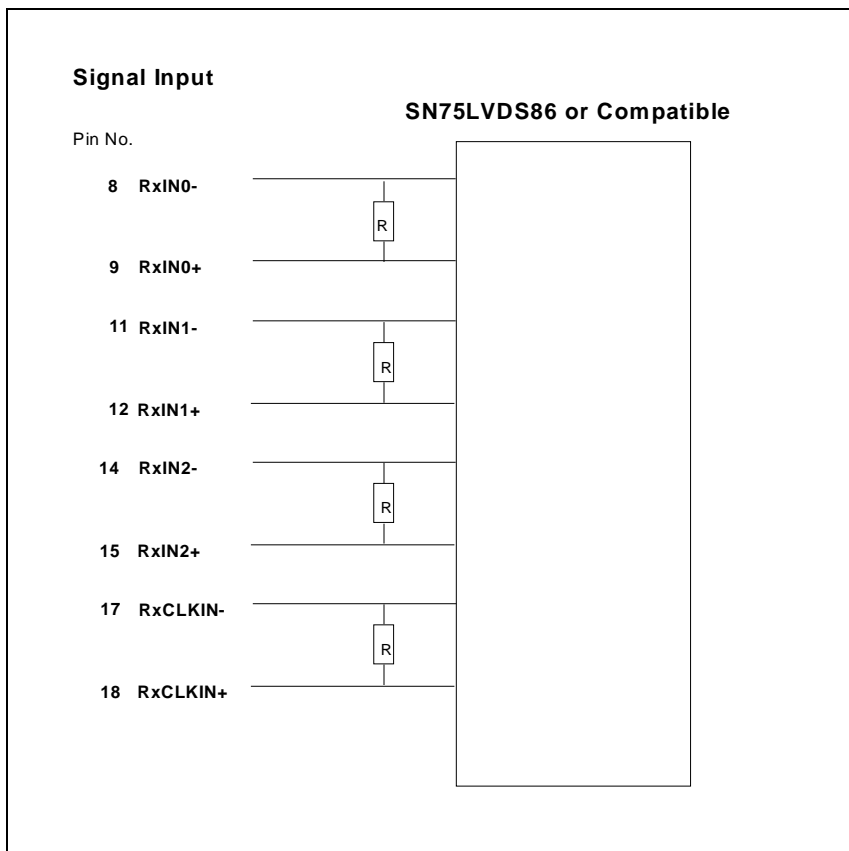 Signal Input
SN75LVDS86 or Compatible
Pin No.
8 RxIN0-
R
9 RxIN0+
11 RxIN1-
R
12 RxIN1+
14 RxIN2-
R
15 RxIN2+
17 RxCLKIN-
R
18 RxCLKIN+